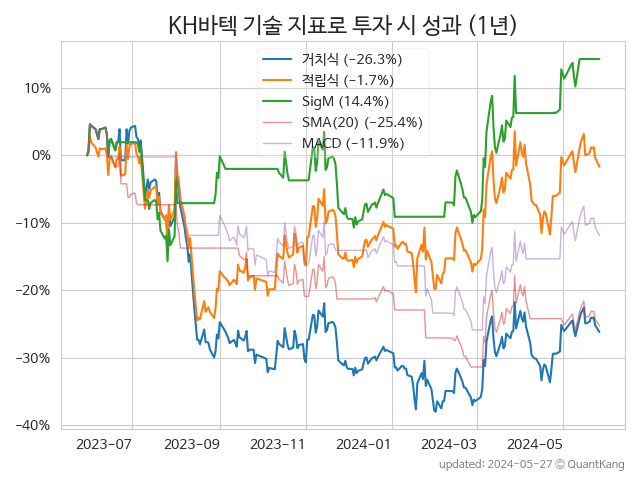 KH바텍 기술 지표로 투자 시 성과 (1년)
거치식 (−26.3%)
적립식 (−1.7%)
SigM (14.4%)
SMA(20) (−25.4%)
MACD (−11.9%)
10%
0%
−10%
−20%
−30%
−40%
2023−07 2023−09 2023−11 2024−01 2024−03 2024−05
updated: 2024−05−27 © QuantKang